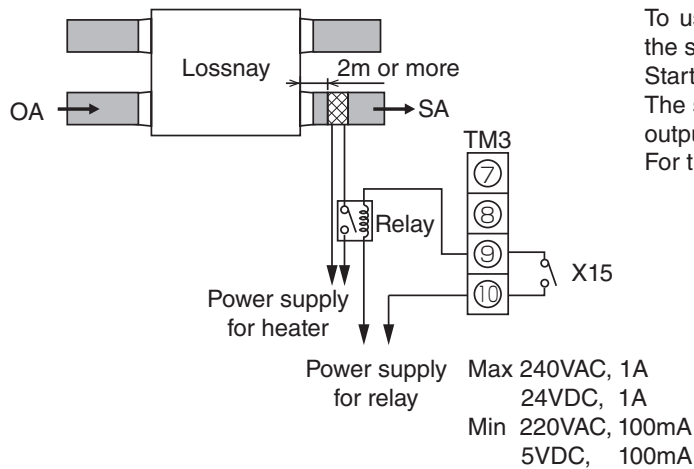 To u
the s
Lossnay
2m or more
Start
OA
SA
The s
outpu
For t
TM3
⑦
⑧
Relay
⑨
X15
⑩
Power supply
for heater
Power supply
for relay
Max 240VAC, 1A
24VDC, 1A
Min 220VAC, 100mA
5VDC, 100mA